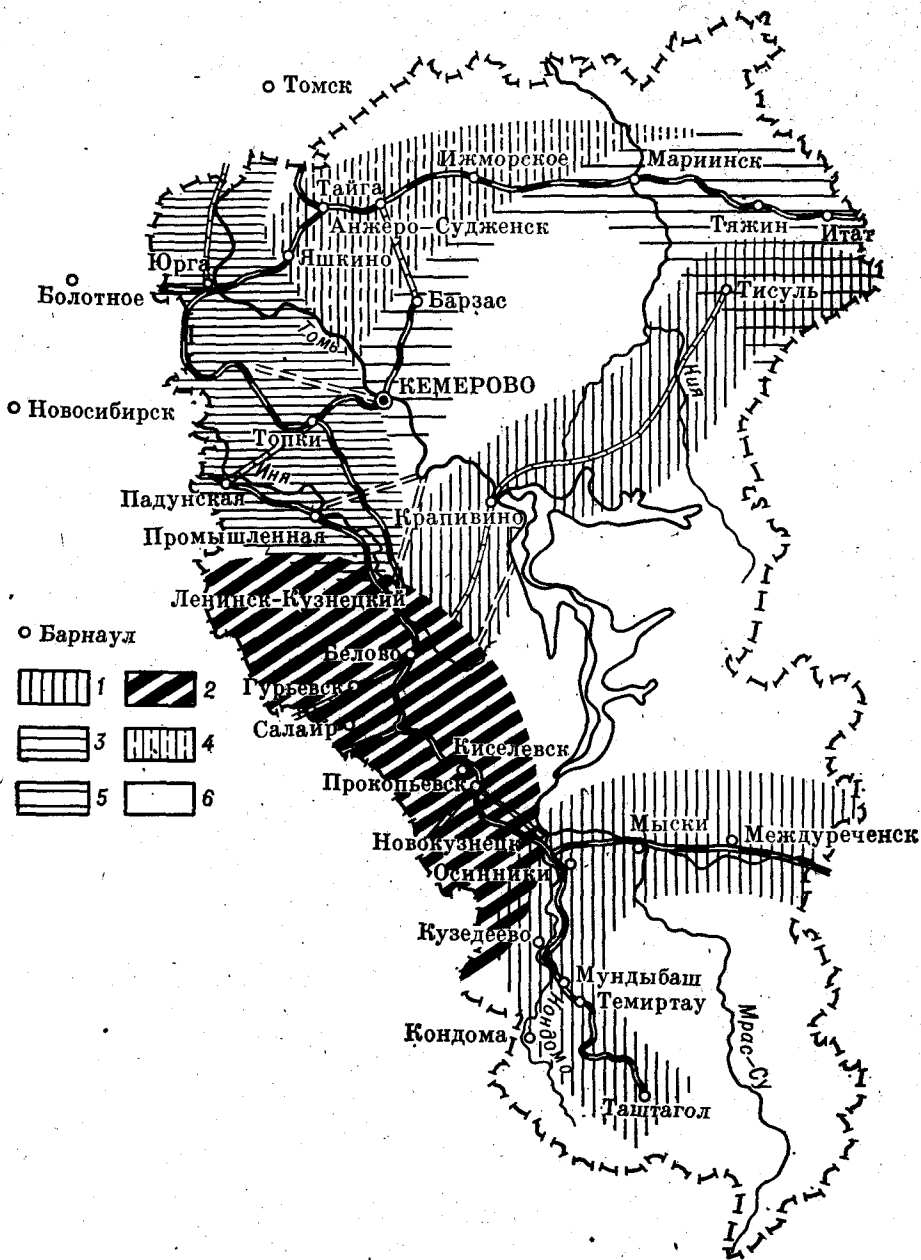 Томск
Ижморское
Мариинск
Тайга
Анжеро-Судженск
Тяжин
Итат
Яшкино
Юрга
Болотное
Барзас
Тисуль
Томь
Кия
КЕМЕРОВО
Новосибирск
Топки
Иня
Падунская
Крапивино
Промышленная
Ленинск-Кузнецкий
Барнаул
Белово
Гурьевск
1
2
Салаир
3
4
Киселевск
Прокопьевск
5
6
Мыски
Междуреченск
Новокузнецк
Осинники
Кузедеево
Мундыбаш
Темиртау
Кондома
Кондома
Мрас-Су
Таштагол